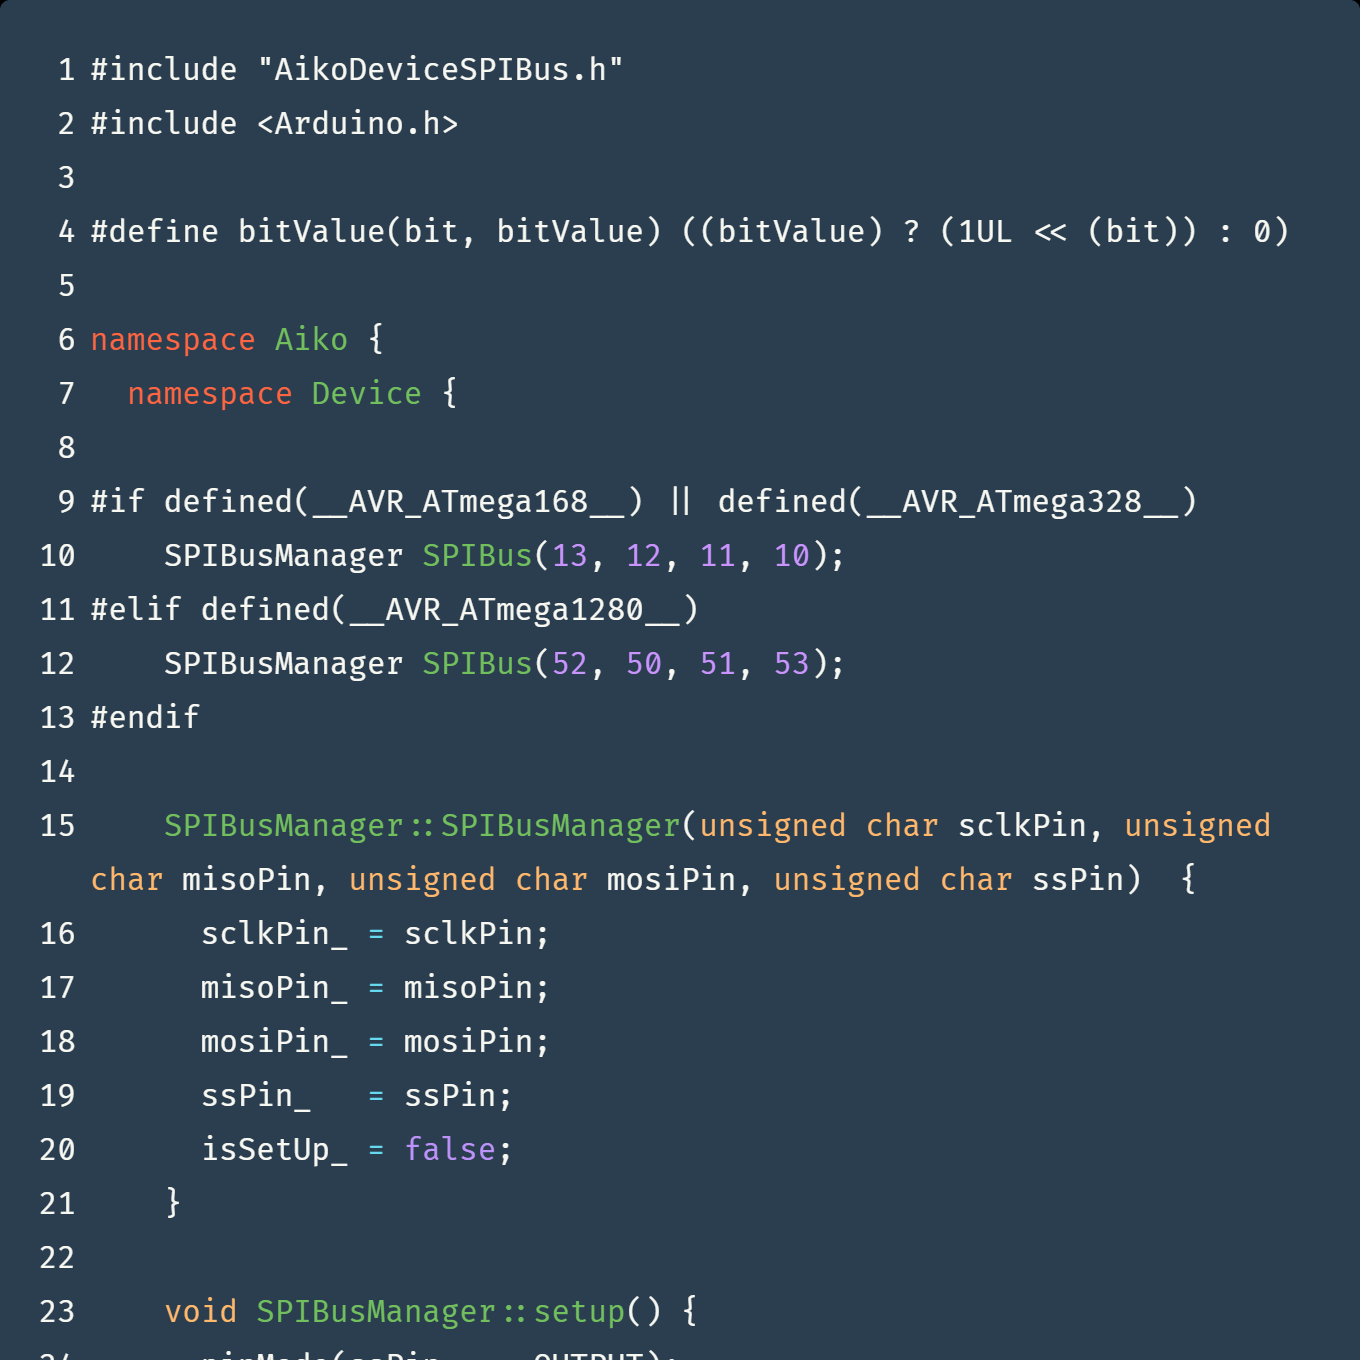 1 #include "AikoDeviceSPIBus.h"
2 #include <Arduino.h>
3
4 #define bitValue(bit, bitValue) ((bitValue) ? (1UL << (bit)) : 0)
5
6 namespace Aiko {
7   namespace Device {
8
9 #if defined(__AVR_ATmega168__) || defined(__AVR_ATmega328__)
10     SPIBusManager SPIBus(13, 12, 11, 10);
11 #elif defined(__AVR_ATmega1280__)
12     SPIBusManager SPIBus(52, 50, 51, 53);
13 #endif
14
15     SPIBusManager::SPIBusManager(unsigned char sclkPin, unsigned
char misoPin, unsigned char mosiPin, unsigned char ssPin)  {
16       sclkPin_ = sclkPin;
17       misoPin_ = misoPin;
18       mosiPin_ = mosiPin;
19       ssPin_   = ssPin;
20       isSetUp_ = false;
21     }
22
23     void SPIBusManager::setup() {